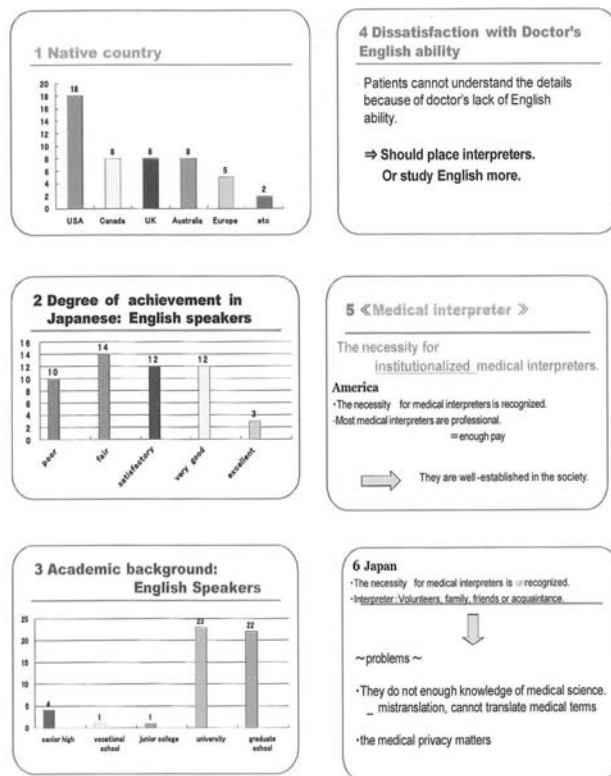 1 Native country
20
18
16
14
12
10
8
6
4
2
0
18
8
8
8
5
2
USA Canada UK Australia Europe eto
2 Degree of achievement in
Japanese: English speakers
16
14
12
10
8
6
4
2
0
10
14
12
12
3
poor fair satisfactory very good excellent
3 Academic background:
English Speakers
25
20
15
10
5
0
4
1
1
23
22
senior high vocational school junior college university graduate school
4 Dissatisfaction with Doctor's
English ability
Patients cannot understand the details
because of doctor's lack of English
ability.
⇒ Should place interpreters.
Or study English more.
5 ≪Medical interpreter ≫
The necessity for
institutionalized medical interpreters.
America
・The necessity for medical interpreters is recognized.
・Most medical interpreters are professional.
=enough pay
They are well-established in the society.
6 Japan
・The necessity for medical interpreters is unrecognized.
・Interpreter:Volunteers, family, friends or acquaintance.
～problems～
・They do not enough knowledge of medical science.
_ mistranslation, cannot translate medical terms
・the medical privacy matters